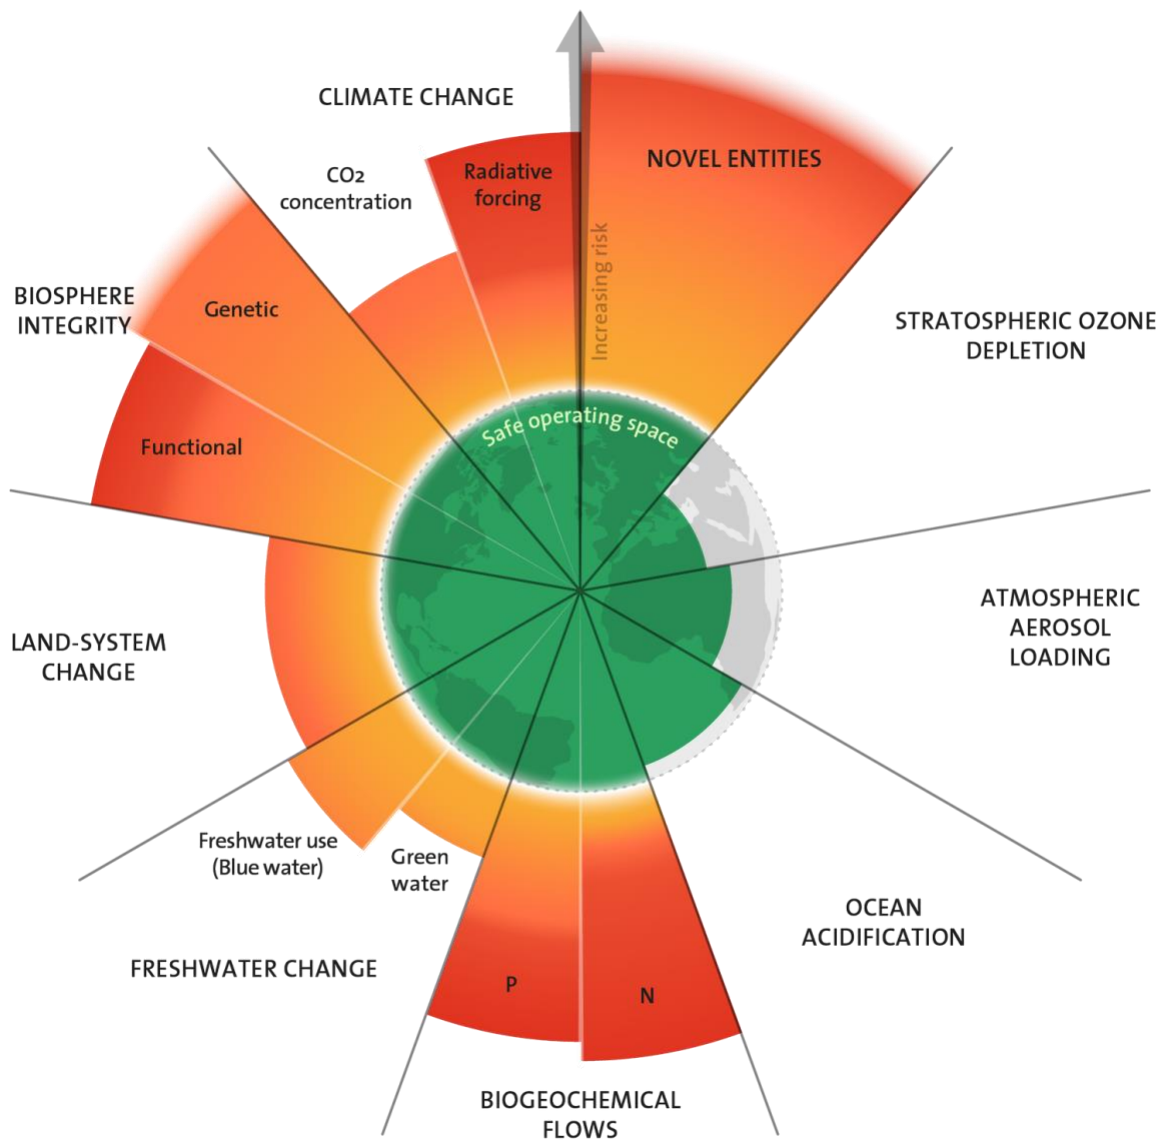 CLIMATE CHANGE
CO2
concentration
Radiative
forcing
NOVEL ENTITIES
Increasing risk
STRATOSPHERIC OZONE
DEPLETION
ATMOSPHERIC
AEROSOL
LOADING
OCEAN
ACIDIFICATION
BIOGEOCHEMICAL
FLOWS
P
N
FRESHWATER CHANGE
Freshwater use
(Blue water)
Green
water
LAND-SYSTEM
CHANGE
BIOSPHERE
INTEGRITY
Genetic
Functional
Safe operating space